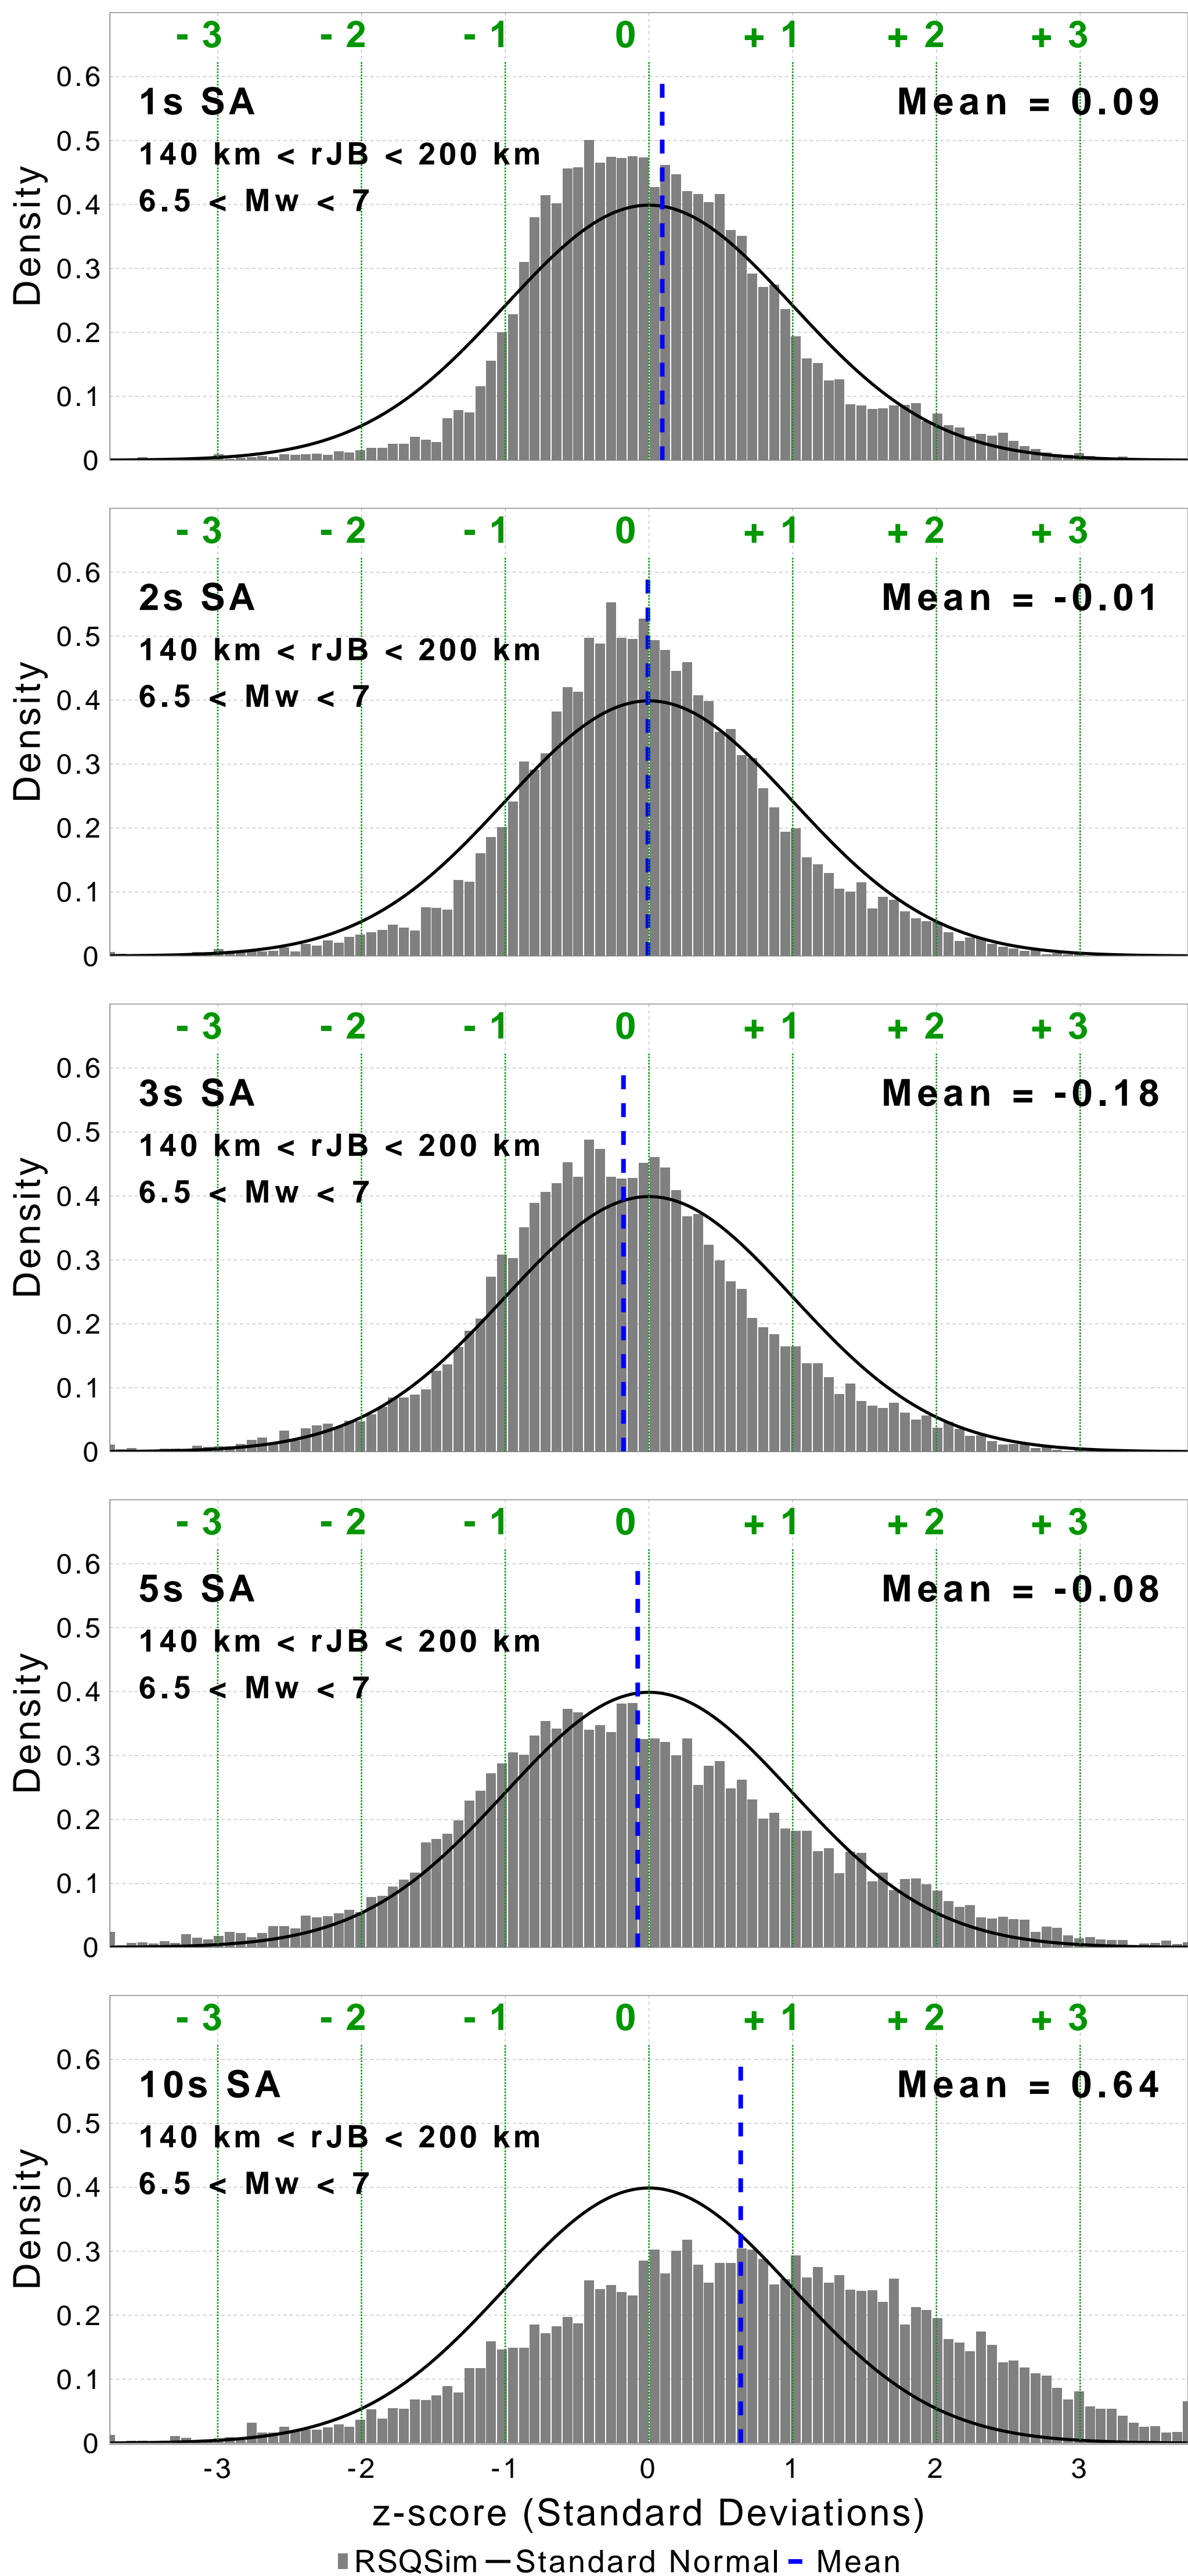 - 3 - 2 - 1 0 + 1 + 2 + 3
0.6
1s SA Mean = 0.09
0.5
140 km < rJB < 200 km
6.5 < Mw < 7
0.4
Density
0.3
0.2
0.1
0
- 3 - 2 - 1 0 + 1 + 2 + 3
0.6
2s SA Mean = -0.01
0.5
140 km < rJB < 200 km
6.5 < Mw < 7
0.4
Density
0.3
0.2
0.1
0
- 3 - 2 - 1 0 + 1 + 2 + 3
0.6
3s SA Mean = -0.18
0.5
140 km < rJB < 200 km
6.5 < Mw < 7
0.4
Density
0.3
0.2
0.1
0
- 3 - 2 - 1 0 + 1 + 2 + 3
0.6
5s SA Mean = -0.08
0.5
140 km < rJB < 200 km
6.5 < Mw < 7
0.4
Density
0.3
0.2
0.1
0
- 3 - 2 - 1 0 + 1 + 2 + 3
0.6
10s SA Mean = 0.64
0.5
140 km < rJB < 200 km
6.5 < Mw < 7
0.4
Density
0.3
0.2
0.1
0
-3 -2 -1 0 1 2 3
z-score (Standard Deviations)
RSQSim Standard Normal Mean